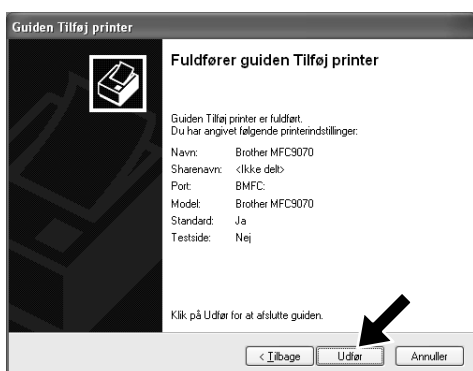 Guiden Tilføj printer
Fuldfører guiden Tilføj printer
Guiden Tilføj printer er fuldført.
Du har angivet følgende printerindstillinger:
Navn: Brother MFC9070
Sharenavn: <Ikke delt>
Port: BMFC:
Model: Brother MFC9070
Standard: Ja
Testside: Nej
Klik på Udfør for at afslutte guiden.
< Tilbage Udfør Annuller